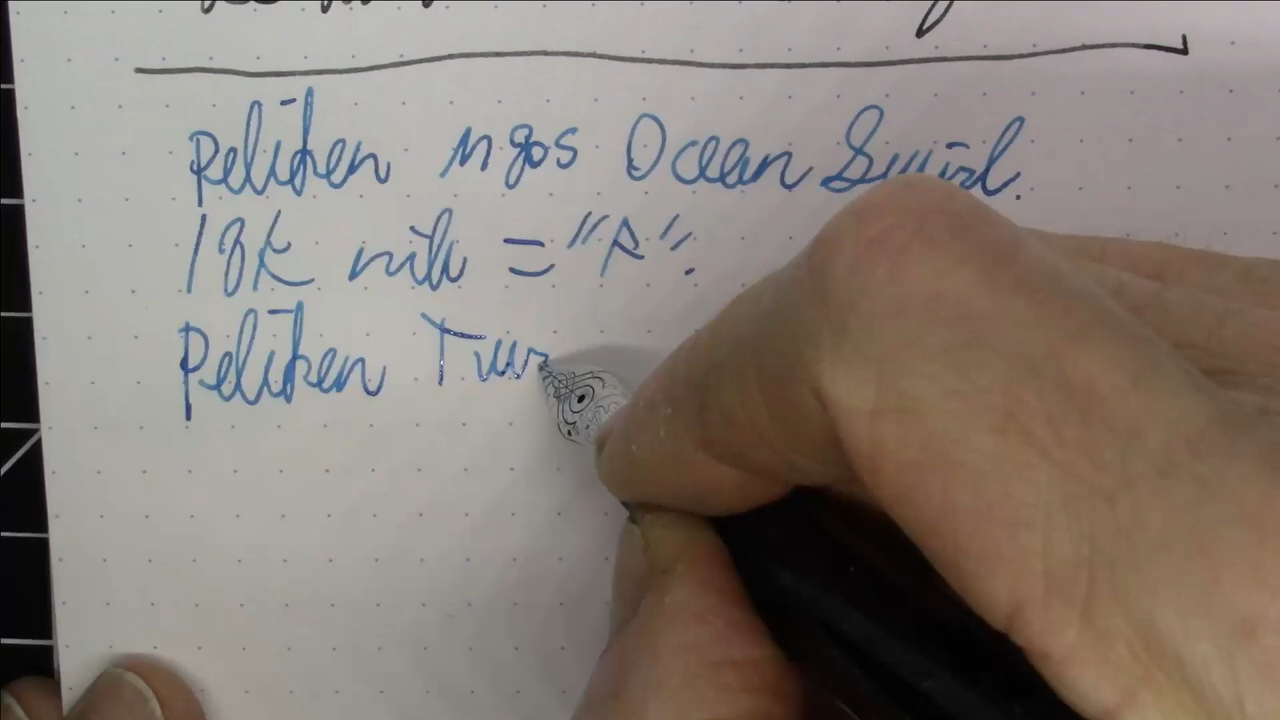 Pelikan M805 Ocean Swirl.
18K nib = "F".
Pelikan Tur